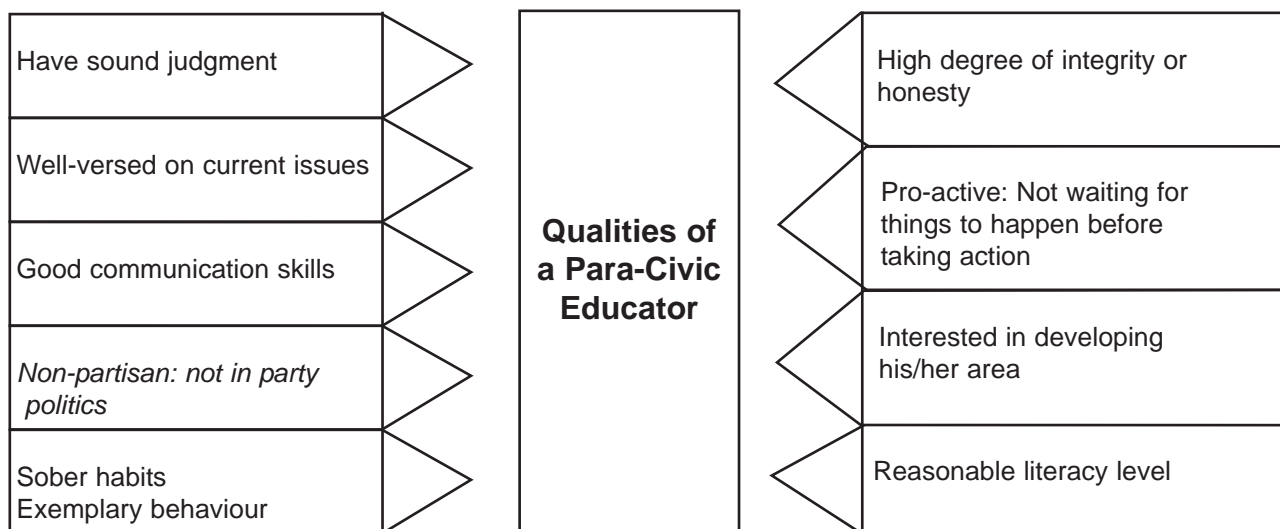 Have sound judgment
Well-versed on current issues
Good communication skills
Non-partisan: not in party
politics
Sober habits
Exemplary behaviour
Qualities of
a Para-Civic
Educator
High degree of integrity or
honesty
Pro-active: Not waiting for
things to happen before
taking action
Interested in developing
his/her area
Reasonable literacy level